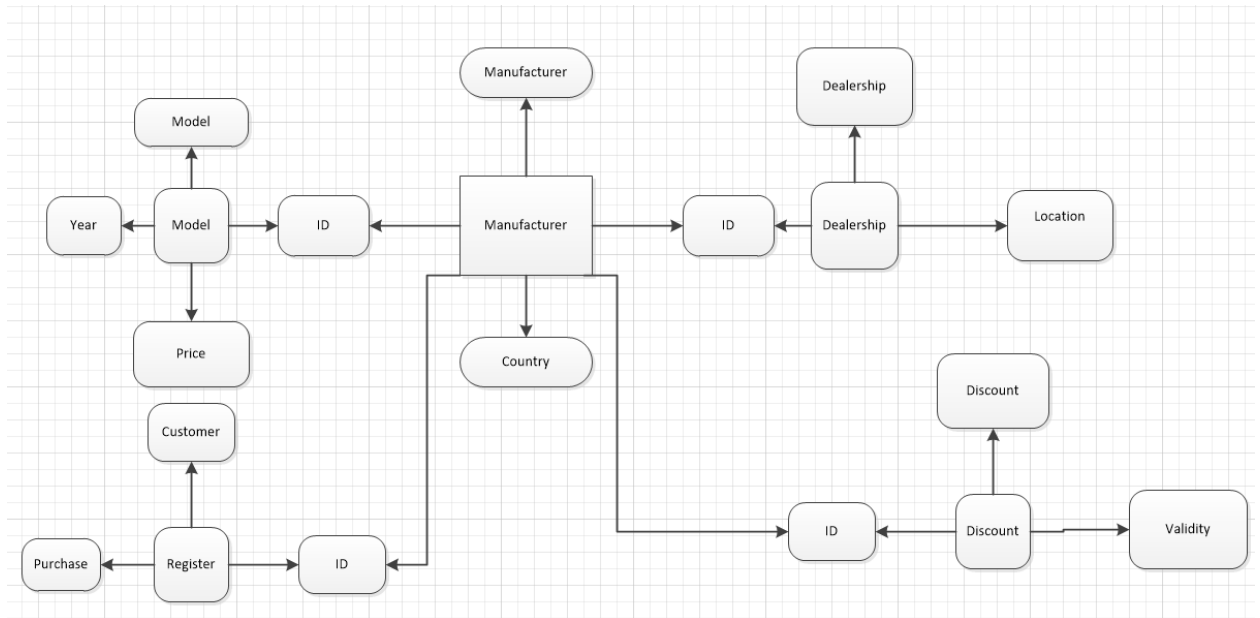 Manufacturer
Dealership
Model
Year
Model
ID
Manufacturer
ID
Dealership
Location
Price
Country
Discount
Customer
ID
Discount
Validity
Purchase
Register
ID